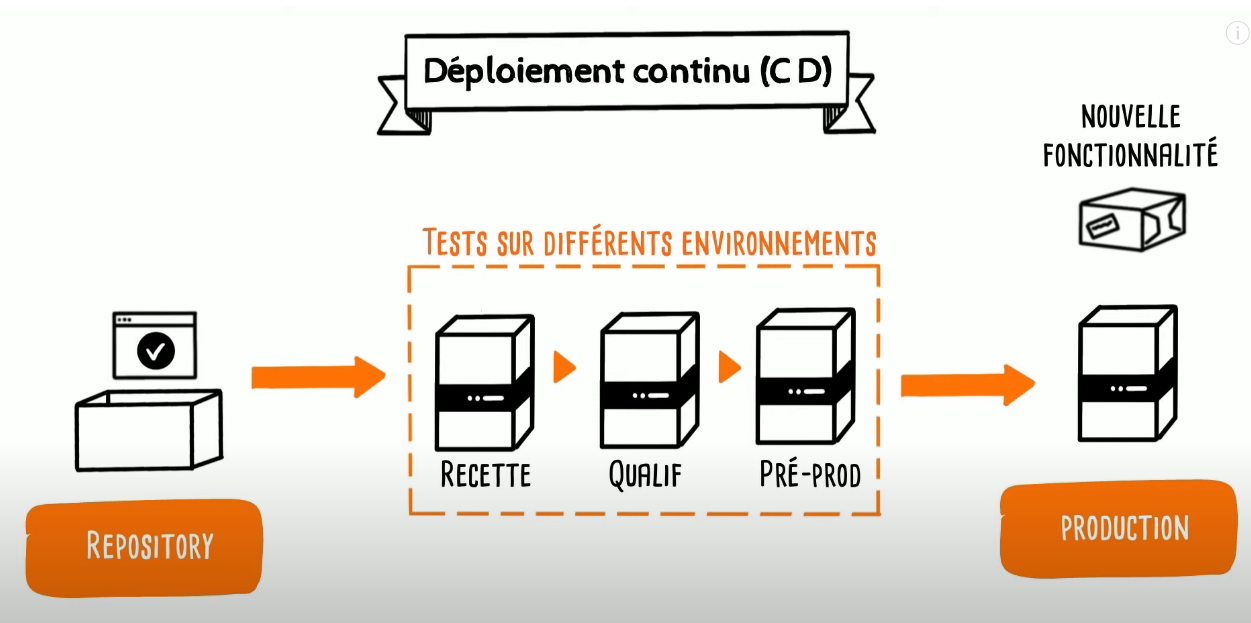 Déploiement continu (C D)
NOUVELLE
FONCTIONNALITÉ
TESTS SUR DIFFÉRENTS ENVIRONNEMENTS
RECETTE
QUALIF
PRÉ-PROD
REPOSITORY
PRODUCTION